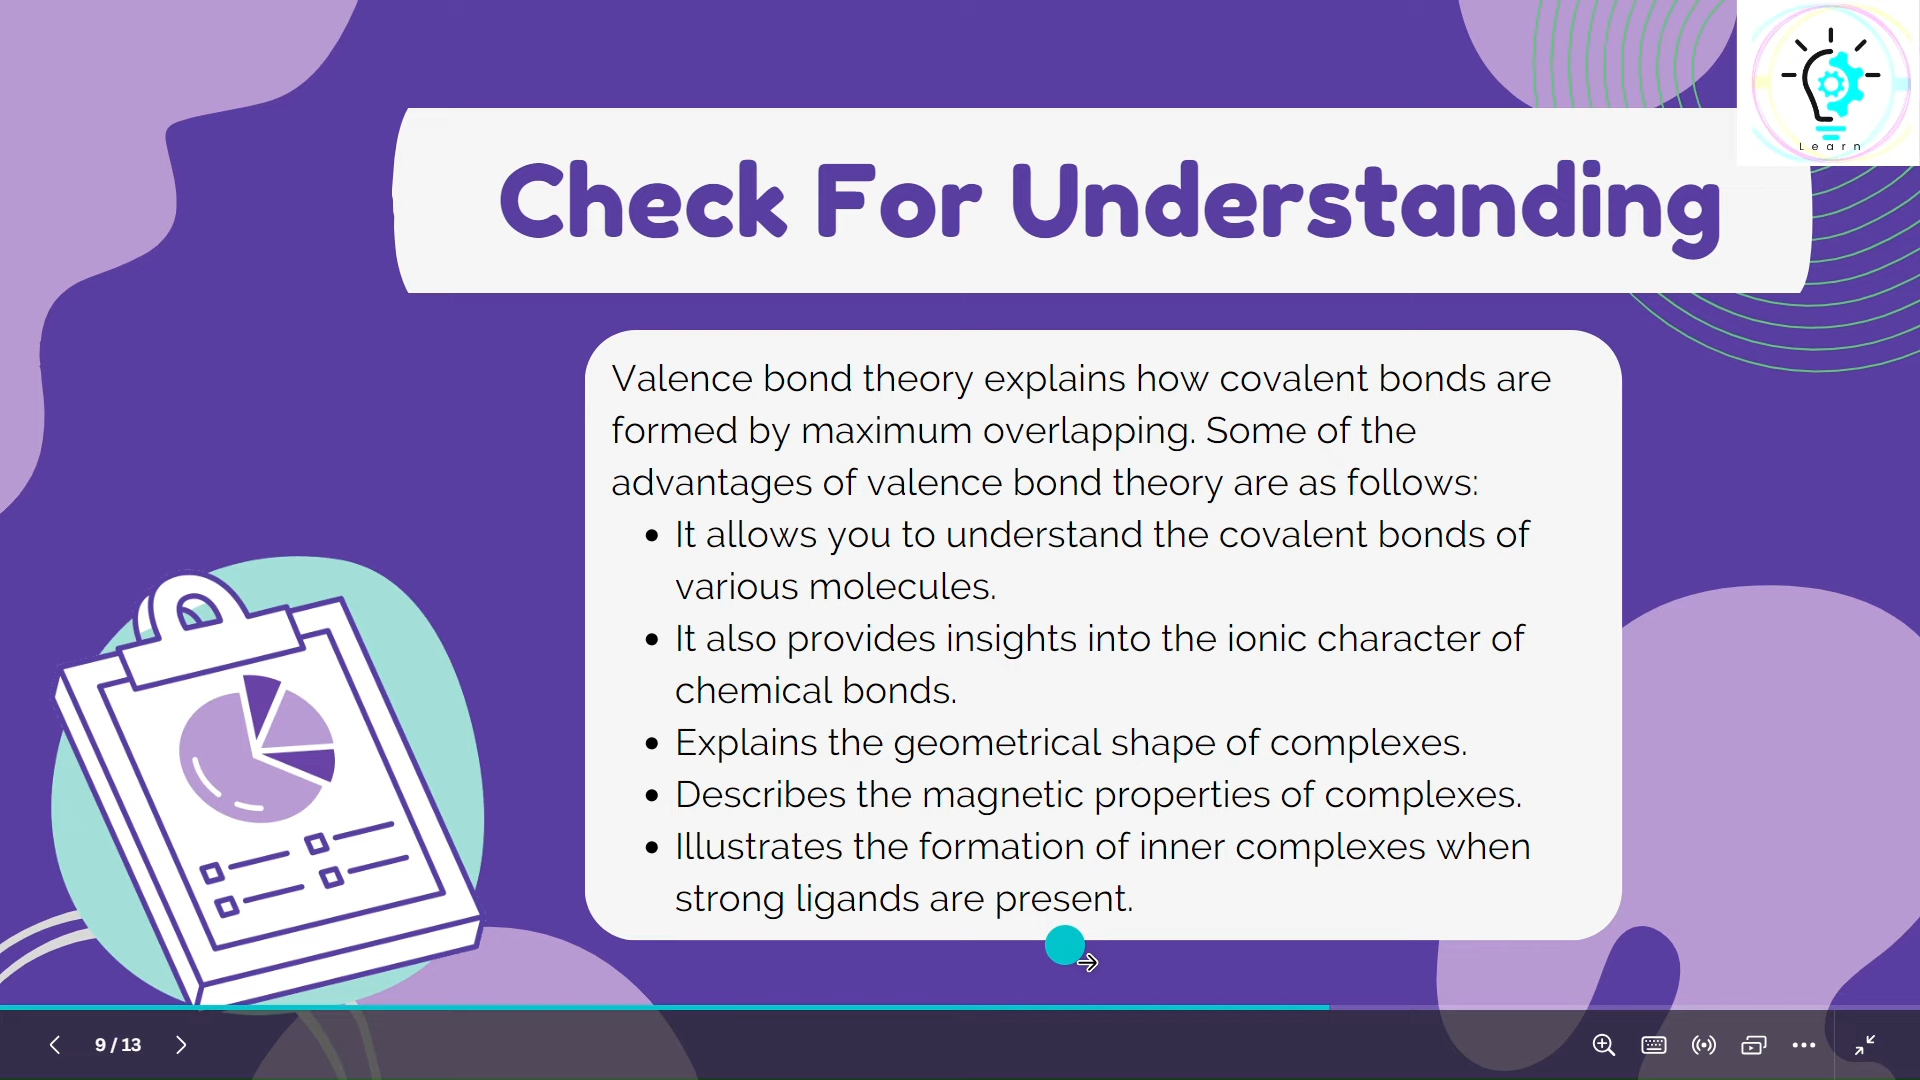 Learn
Check For Understanding
Valence bond theory explains how covalent bonds are
formed by maximum overlapping. Some of the
advantages of valence bond theory are as follows:
• It allows you to understand the covalent bonds of
various molecules.
• It also provides insights into the ionic character of
chemical bonds.
• Explains the geometrical shape of complexes.
• Describes the magnetic properties of complexes.
• Illustrates the formation of inner complexes when
strong ligands are present.
9 / 13